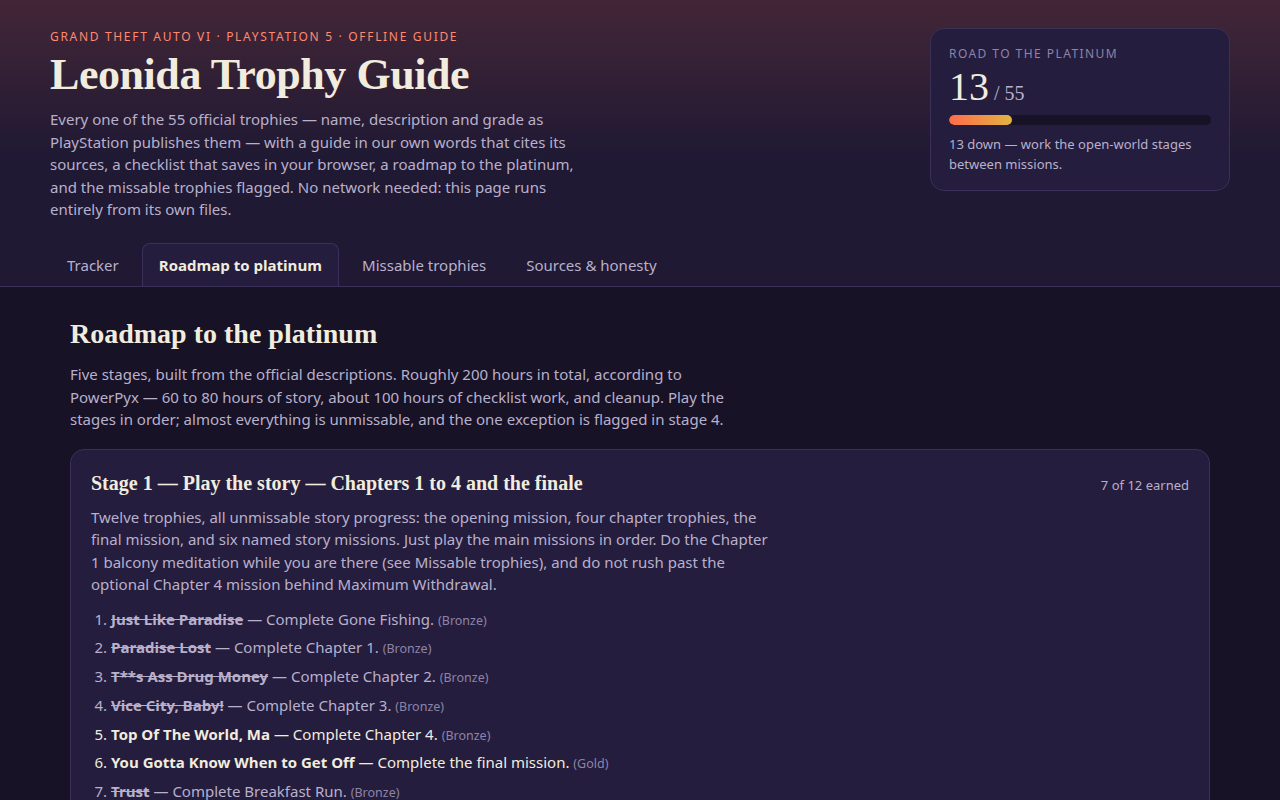 GRAND THEFT AUTO VI · PLAYSTATION 5 · OFFLINE GUIDE
Leonida Trophy Guide
Every one of the 55 official trophies — name, description and grade as
PlayStation publishes them — with a guide in our own words that cites its
sources, a checklist that saves in your browser, a roadmap to the platinum,
and the missable trophies flagged. No network needed: this page runs
entirely from its own files.
ROAD TO THE PLATINUM
13 / 55
13 down — work the open-world stages
between missions.
Tracker
Roadmap to platinum
Missable trophies
Sources & honesty
Roadmap to the platinum
Five stages, built from the official descriptions. Roughly 200 hours in total, according to
PowerPyx — 60 to 80 hours of story, about 100 hours of checklist work, and cleanup. Play the
stages in order; almost everything is unmissable, and the one exception is flagged in stage 4.
Stage 1 — Play the story — Chapters 1 to 4 and the finale
7 of 12 earned
Twelve trophies, all unmissable story progress: the opening mission, four chapter trophies, the
final mission, and six named story missions. Just play the main missions in order. Do the Chapter
1 balcony meditation while you are there (see Missable trophies), and do not rush past the
optional Chapter 4 mission behind Maximum Withdrawal.
1. Just Like Paradise — Complete Gone Fishing. (Bronze)
2. Paradise Lost — Complete Chapter 1. (Bronze)
3. T**s Ass Drug Money — Complete Chapter 2. (Bronze)
4. Vice City, Baby! — Complete Chapter 3. (Bronze)
5. Top Of The World, Ma — Complete Chapter 4. (Bronze)
6. You Gotta Know When to Get Off — Complete the final mission. (Gold)
7. Trust — Complete Breakfast Run. (Bronze)